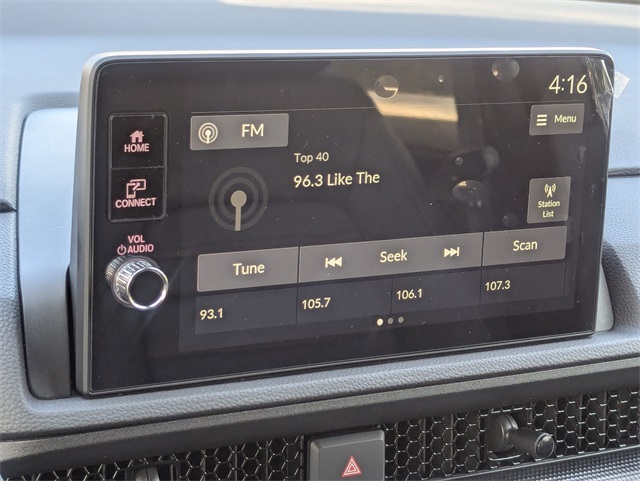 4:16
HOME
FM
Menu
Top 40
96.3 Like The
CONNECT
Station
List
VOL
AUDIO
Tune
Seek
Scan
93.1
105.7
106.1
107.3